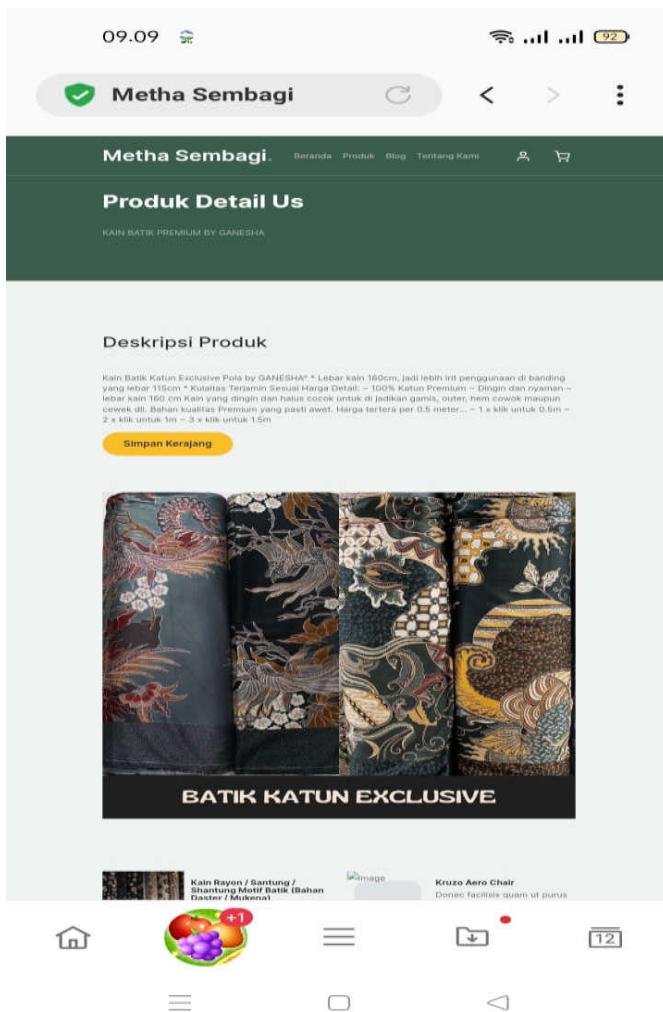 09.09
92
Metha Sembagi
Metha Sembagi. Beranda Produk Blog Tentang Kami
Produk Detail Us
KAIN BATIK PREMIUM BY GANESHA
Deskripsi Produk
Kain Batik Katun Exclusive Pola by GANESHA® * Lebar kain 160cm, jadi lebih irit penggunaan di banding
yang lebar 115cm * Kulaitas Terjamin Sesuai Harga Detail: – 100% Katun Premium – Dingin dan nyaman –
lebar kain 160 cm Kain yang dingin dan halus cocok untuk di jadikan gamis, outer, hem cowok maupun
cewek dll. Bahan kualitas Premium yang pasti awet. Harga tertera per 0.5 meter... – 1 x klik untuk 0.5m –
2 x klik untuk 1m – 3 x klik untuk 1.5m
Simpan Kerajang
BATIK KATUN EXCLUSIVE
Kain Rayon / Santung /
Shantung Motif Batik (Bahan
Daster / Mukena)
Image
Kruzo Aero Chair
Donec facilisis quam ut purus
+1
12